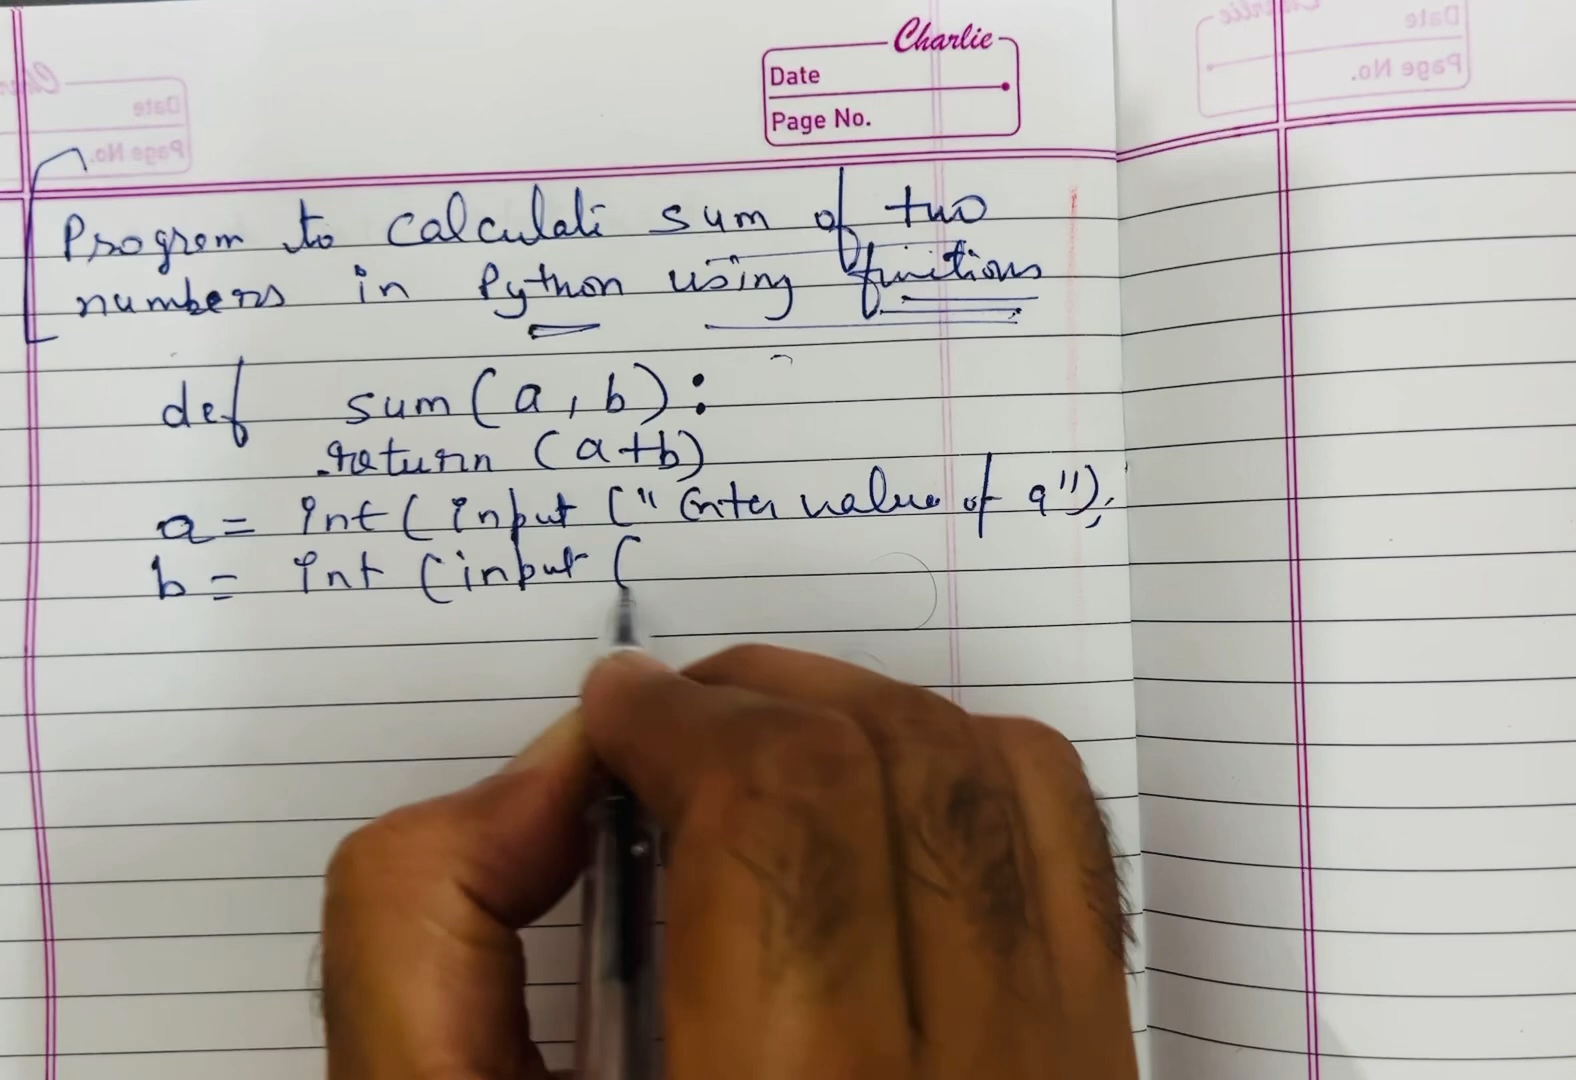 Charlie
Date
Page No.
Program to calculate sum of two
numbers in Python using functions
def sum(a, b):
return (a+b)
a = int(input("Enter value of a"));
b = int(input(